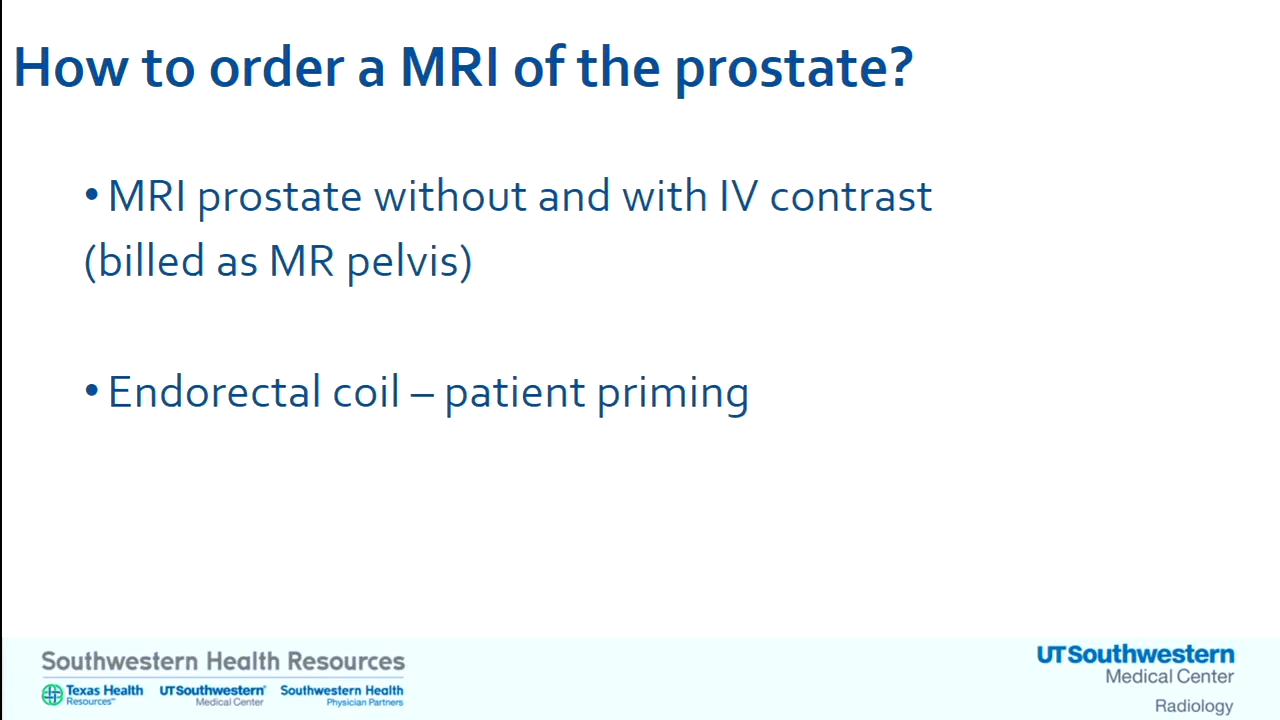 How to order a MRI of the prostate?
• MRI prostate without and with IV contrast
(billed as MR pelvis)
• Endorectal coil – patient priming
Southwestern Health Resources
Texas Health
Resources℠
UTSouthwestern
Medical Center
Southwestern Health
Physician Partners
UTSouthwestern
Medical Center
Radiology